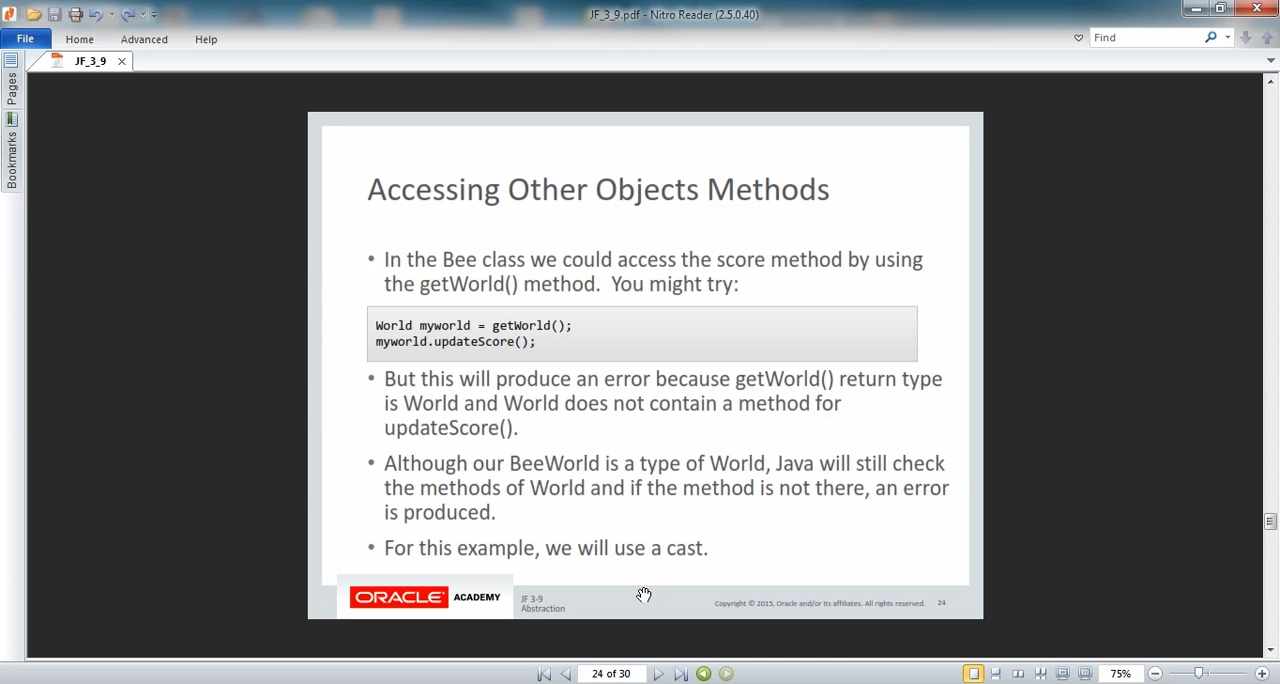 JF_3_9.pdf - Nitro Reader (2.5.0.40)
File Home Advanced Help
Find
JF_3_9
Pages
Bookmarks
Accessing Other Objects Methods
• In the Bee class we could access the score method by using
the getWorld() method. You might try:
World myworld = getWorld();
myworld.updateScore();
• But this will produce an error because getWorld() return type
is World and World does not contain a method for
updateScore().
• Although our BeeWorld is a type of World, Java will still check
the methods of World and if the method is not there, an error
is produced.
• For this example, we will use a cast.
ORACLE ACADEMY
JF 3-9
Abstraction
Copyright © 2015, Oracle and/or its affiliates. All rights reserved. 24
24 of 30
75%